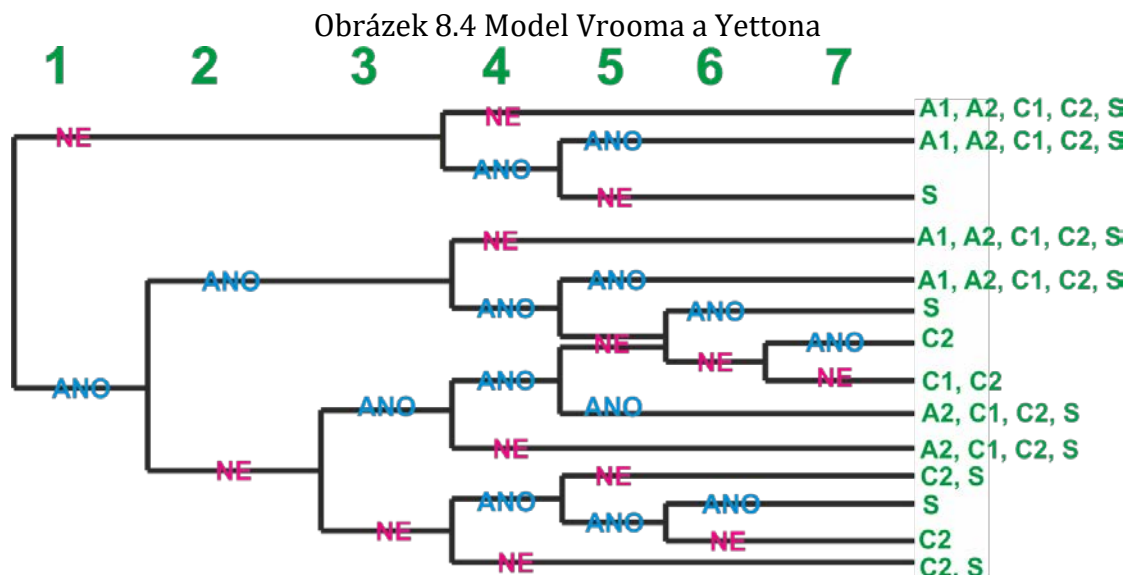 Obrázek 8.4 Model Vrooma a Yettona
1 2 3 4 5 6 7
NE A1, A2, C1, C2, S
NE ANO A1, A2, C1, C2, S
ANO
NE S
NE A1, A2, C1, C2, S
ANO ANO A1, A2, C1, C2, S
ANO ANO S
NE ANO C2
NE
ANO ANO NE C1, C2
ANO ANO A2, C1, C2, S
NE A2, C1, C2, S
NE NE C2, S
ANO ANO S
ANO
NE NE C2
NE C2, S